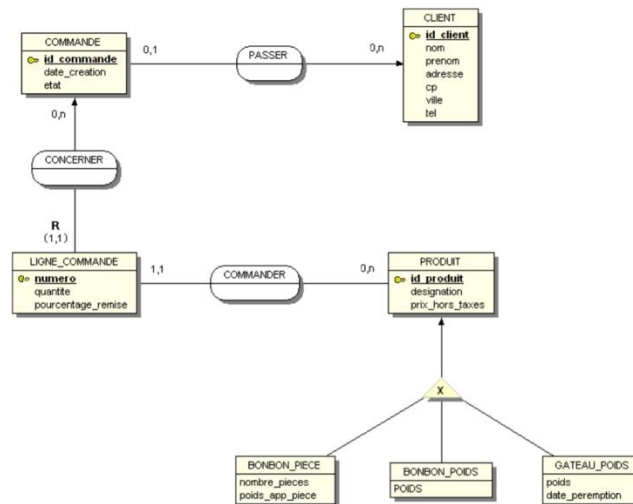 CLIENT
id_client
nom
prenom
adresse
cp
ville
tel
COMMANDE
id_commande
date_creation
etat
0,1
PASSER
0,n
0,n
CONCERNER
R
(1,1)
LIGNE_COMMANDE
numero
quantite
pourcentage_remise
1,1
COMMANDER
0,n
PRODUIT
id_produit
designation
prix_hors_taxes
X
BONBON_PIECE
nombre_pieces
poids_app_piece
BONBON_POIDS
POIDS
GATEAU_POIDS
poids
date_peremption